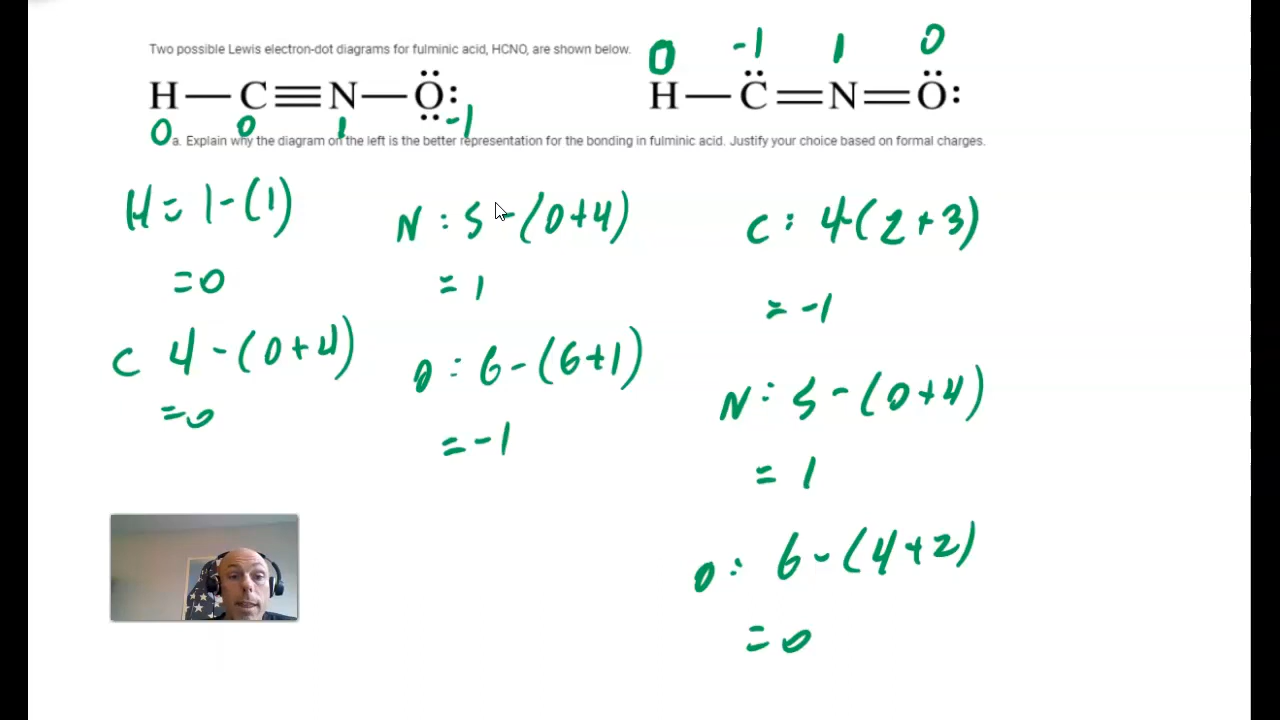 Two possible Lewis electron-dot diagrams for fulminic acid, HCNO, are shown below.
0 -1 1 0
H—C≡N—Ö: H—C̈=N=Ö:
0 0 1 -1
a. Explain why the diagram on the left is the better representation for the bonding in fulminic acid. Justify your choice based on formal charges.
H = 1 - (1)
= 0
C 4 - (0+4)
= 0
N : 5 - (0+4)
= 1
O : 6 - (6+1)
= -1
C : 4-(2+3)
= -1
N : 5 - (0+4)
= 1
O : 6 - (4+2)
= 0